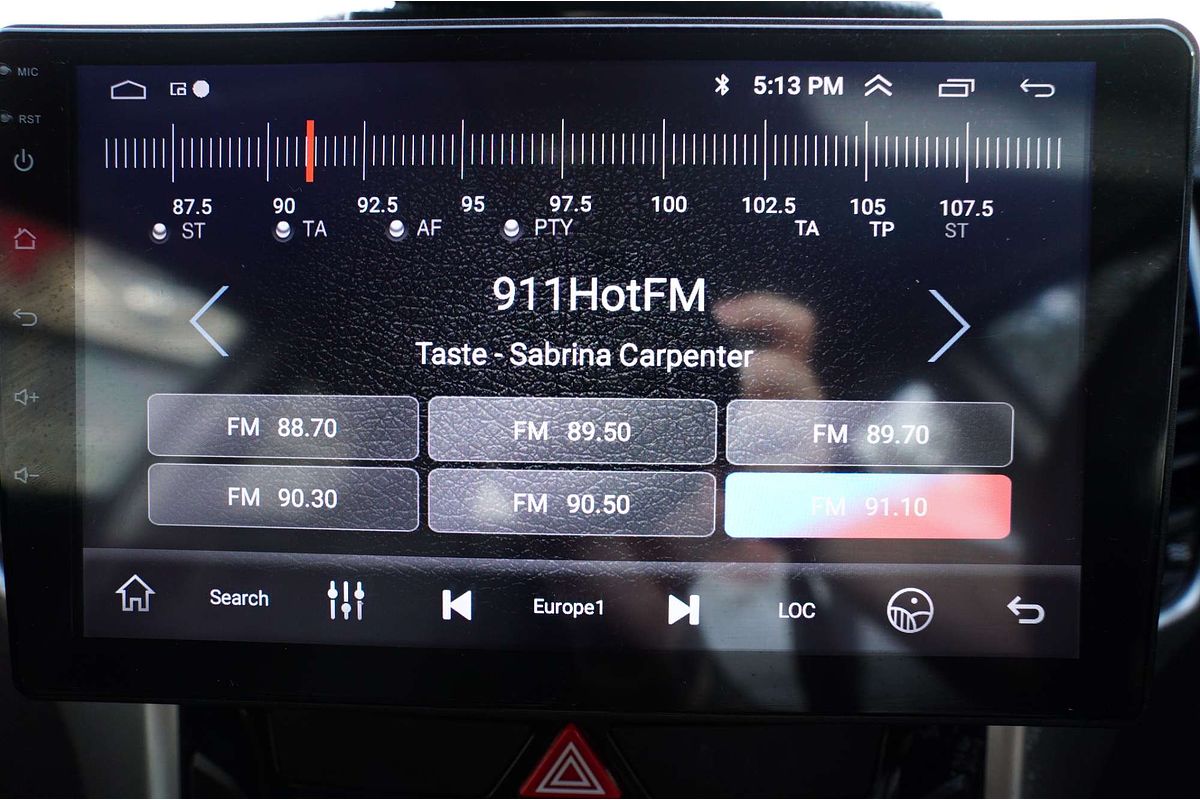 MIC
5:13 PM
RST
87.5 90 92.5 95 97.5 100 102.5 105 107.5
ST TA AF PTY TA TP ST
911HotFM
Taste - Sabrina Carpenter
FM 88.70 FM 89.50 FM 89.70
FM 90.30 FM 90.50 FM 91.10
Search Europe1 LOC